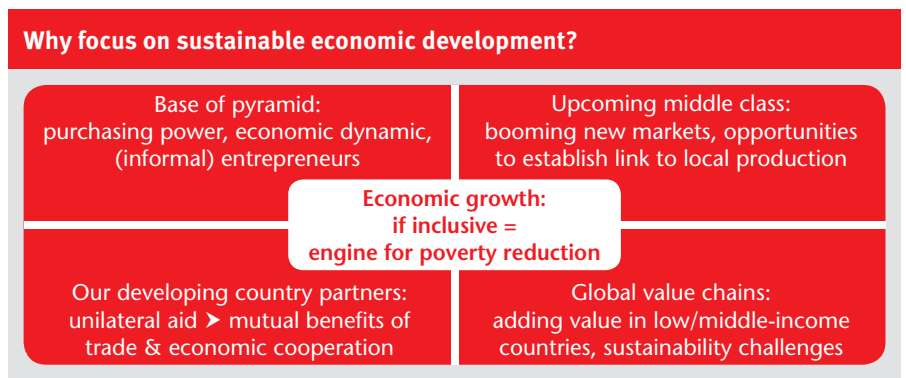 Why focus on sustainable economic development?
Base of pyramid:
purchasing power, economic dynamic,
(informal) entrepreneurs
Upcoming middle class:
booming new markets, opportunities
to establish link to local production
Economic growth:
if inclusive =
engine for poverty reduction
Our developing country partners:
unilateral aid ➤ mutual benefits of
trade & economic cooperation
Global value chains:
adding value in low/middle-income
countries, sustainability challenges